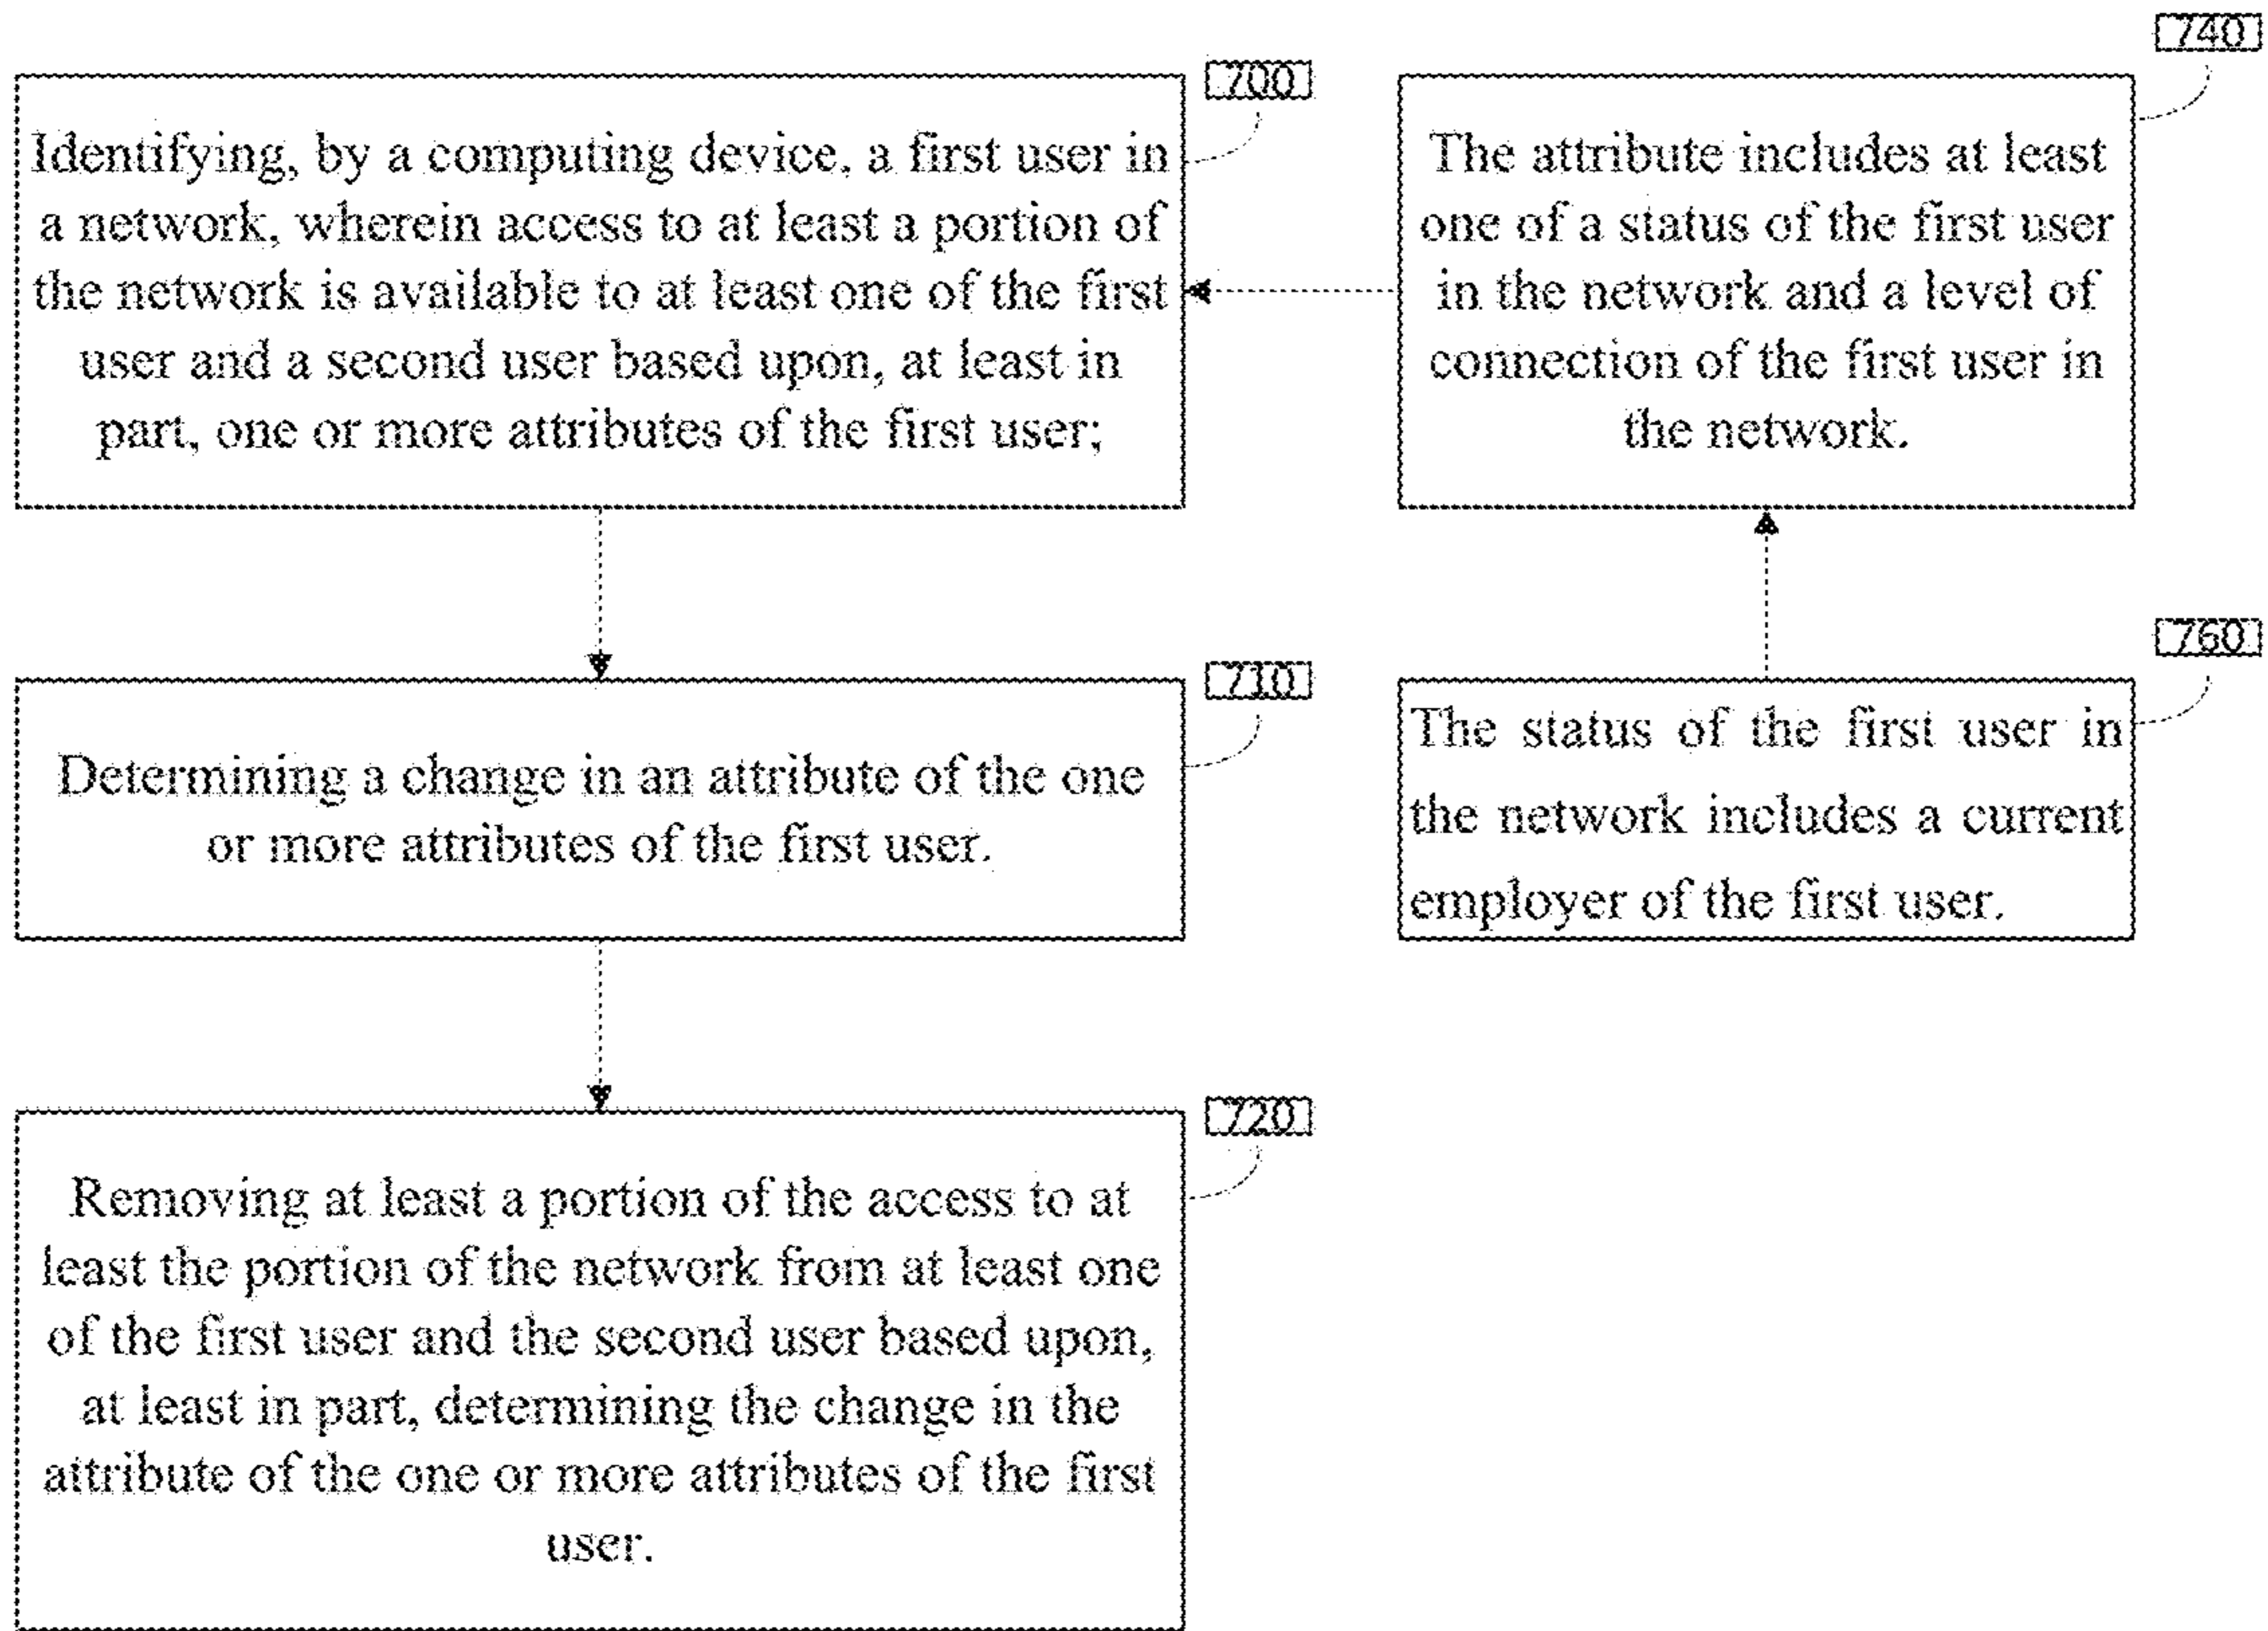 700
Identifying, by a computing device, a first user in
a network, wherein access to at least a portion of
the network is available to at least one of the first
user and a second user based upon, at least in
part, one or more attributes of the first user;
740
The attribute includes at least
one of a status of the first user
in the network and a level of
connection of the first user in
the network.
710
Determining a change in an attribute of the one
or more attributes of the first user.
760
The status of the first user in
the network includes a current
employer of the first user.
720
Removing at least a portion of the access to at
least the portion of the network from at least one
of the first user and the second user based upon,
at least in part, determining the change in the
attribute of the one or more attributes of the first
user.